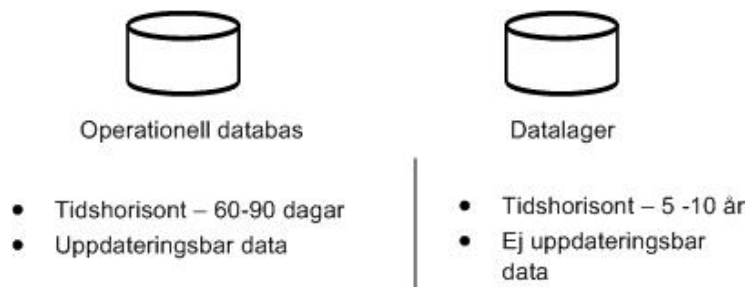 Operationell databas
Datalager
• Tidshorisont – 60-90 dagar
• Uppdateringsbar data
• Tidshorisont – 5 -10 år
• Ej uppdateringsbar
data